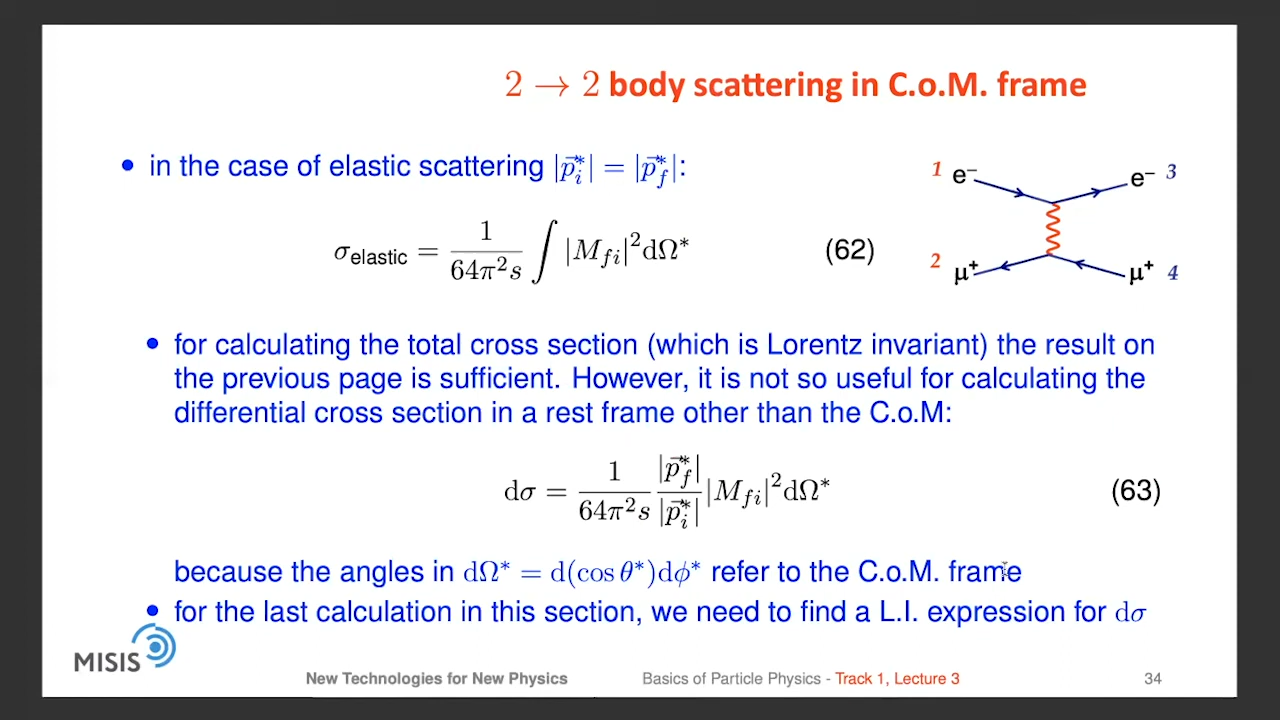 2 → 2 body scattering in C.o.M. frame
• in the case of elastic scattering |p⃗*ᵢ| = |p⃗*_f|:
σ_elastic = 1/(64π²s) ∫ |M_fi|² dΩ* (62)
1 e⁻ e⁻ 3
2 μ⁺ μ⁺ 4
• for calculating the total cross section (which is Lorentz invariant) the result on
the previous page is sufficient. However, it is not so useful for calculating the
differential cross section in a rest frame other than the C.o.M:
dσ = 1/(64π²s) |p⃗*_f|/|p⃗*ᵢ| |M_fi|² dΩ* (63)
because the angles in dΩ* = d(cos θ*)dϕ* refer to the C.o.M. frame
• for the last calculation in this section, we need to find a L.I. expression for dσ
MISIS
New Technologies for New Physics Basics of Particle Physics - Track 1, Lecture 3 34